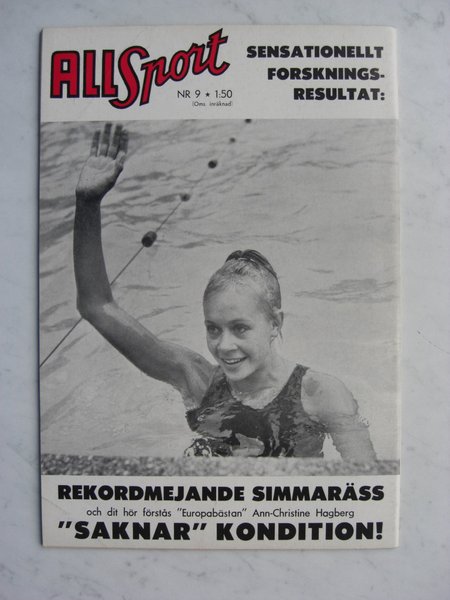 ALLSport
SENSATIONELLT
FORSKNINGS-
RESULTAT:
NR 9 ★ 1:50
(Oms inräknad)
REKORDMEJANDE SIMMARÄSS
och dit hör förstås "Europabästan" Ann-Christine Hagberg
"SAKNAR" KONDITION!